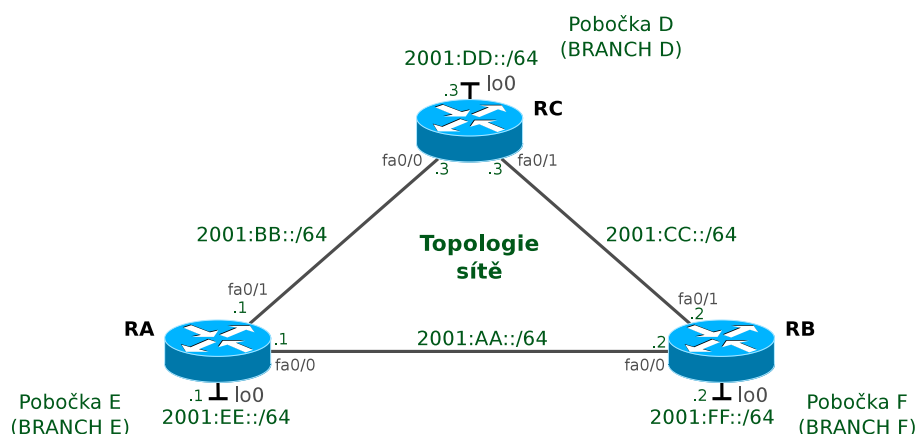 Pobočka D
(BRANCH D)
2001:DD::/64
.3
lo0
RC
fa0/0
.3
.3
fa0/1
2001:BB::/64
Topologie
sítě
2001:CC::/64
fa0/1
.1
fa0/1
.2
RA
.1
2001:AA::/64
.2
RB
fa0/0
fa0/0
.1
lo0
.2
lo0
Pobočka E
(BRANCH E)
2001:EE::/64
2001:FF::/64
Pobočka F
(BRANCH F)